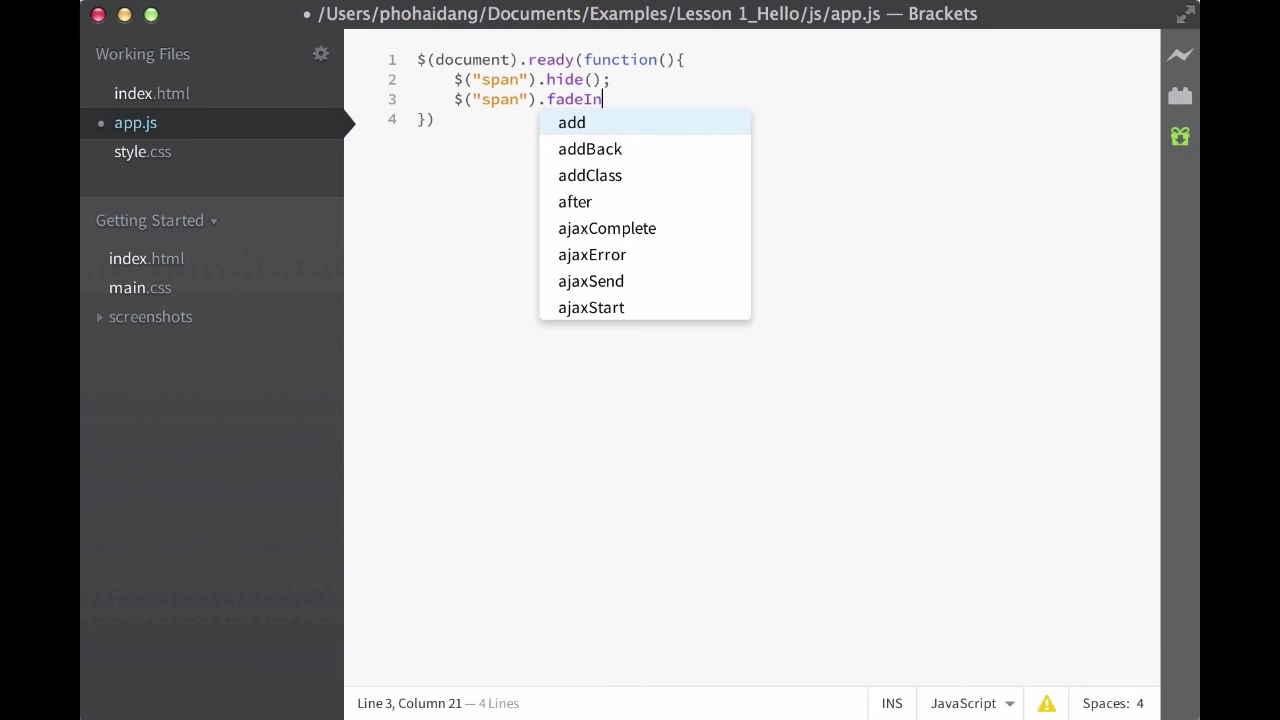 • /Users/phohaidang/Documents/Examples/Lesson 1_Hello/js/app.js — Brackets
Working Files
index.html
• app.js
style.css
Getting Started
index.html
main.css
screenshots
1 $(document).ready(function(){
2 $("span").hide();
3 $("span").fadeIn
4 })
add
addBack
addClass
after
ajaxComplete
ajaxError
ajaxSend
ajaxStart
Line 3, Column 21 — 4 Lines
INS
JavaScript
Spaces: 4